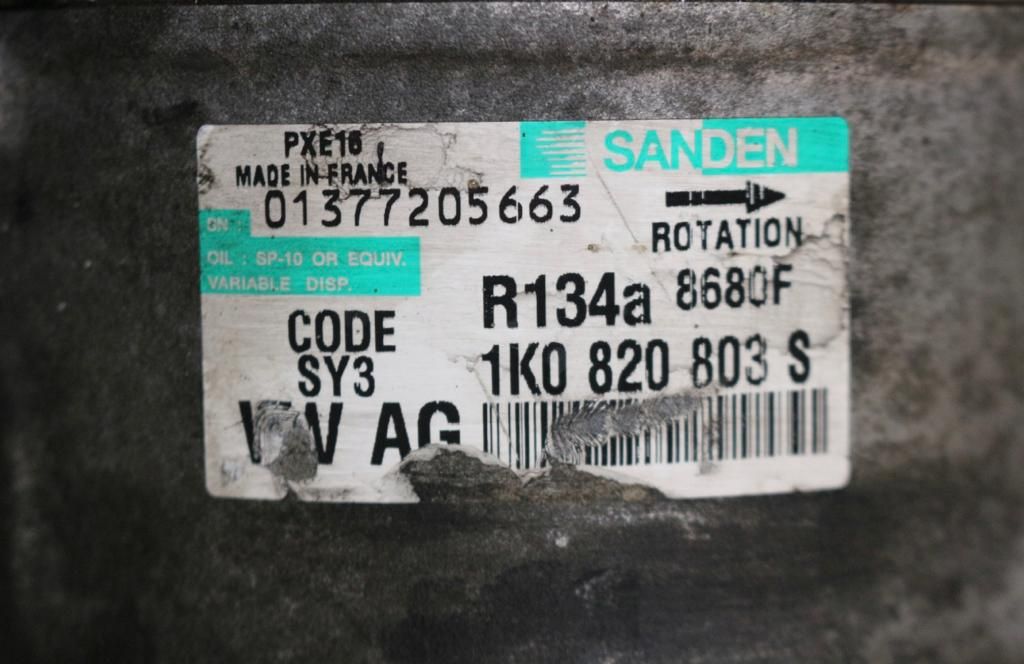 PXE16
SANDEN
MADE IN FRANCE
01377205663
ROTATION
OIL : SP-10 OR EQUIV.
VARIABLE DISP.
R134a 8680F
CODE
SY3
1K0 820 803 S
VW AG